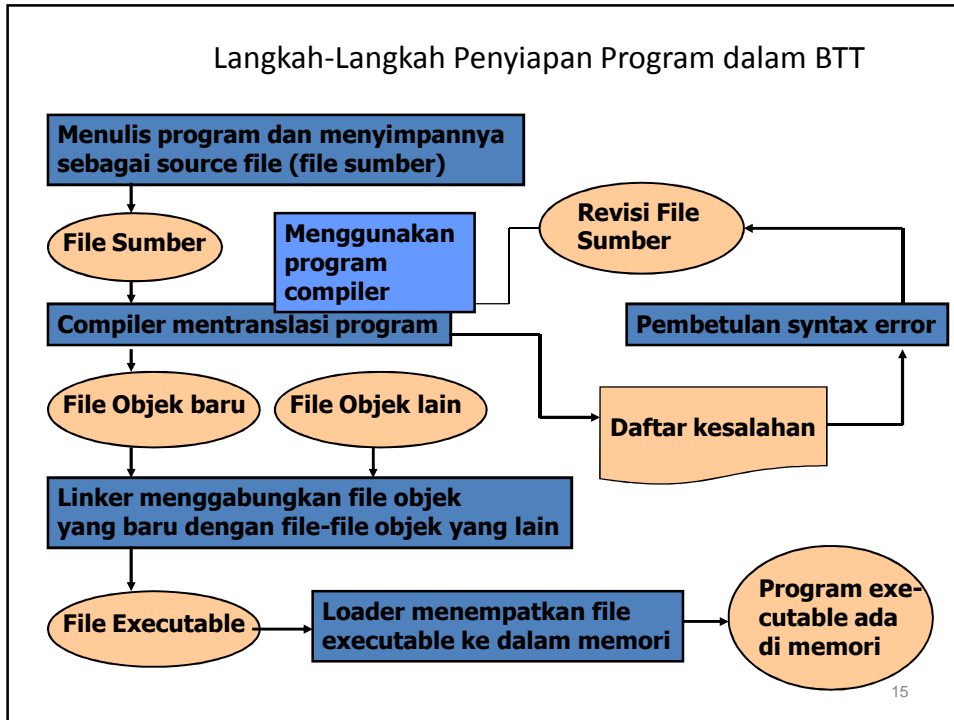 Langkah-Langkah Penyiapan Program dalam BTT
Menulis program dan menyimpannya
sebagai source file (file sumber)
File Sumber
Menggunakan
program
compiler
Revisi File
Sumber
Compiler mentranslasi program
Pembetulan syntax error
File Objek baru
File Objek lain
Daftar kesalahan
Linker menggabungkan file objek
yang baru dengan file-file objek yang lain
File Executable
Loader menempatkan file
executable ke dalam memori
Program exe-
cutable ada
di memori
15